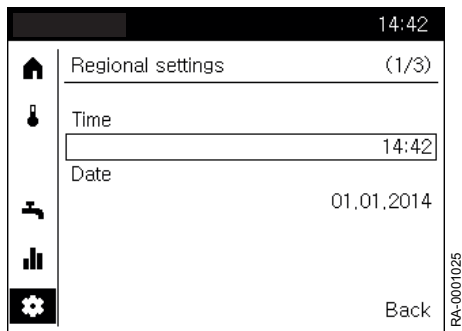 14:42
Regional settings (1/3)
Time
14:42
Date
01.01.2014
Back
RA-0001025